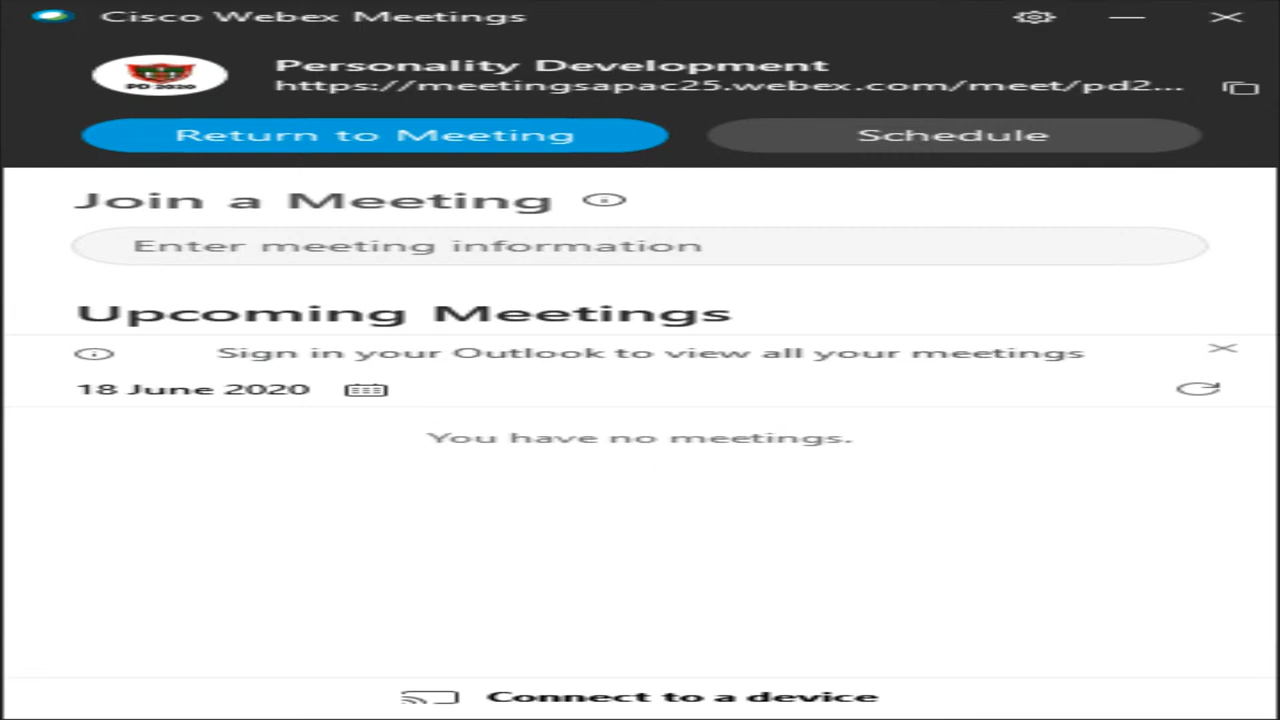 Cisco Webex Meetings
Personality Development
https://meetingsapac25.webex.com/meet/pd2...
Return to Meeting
Schedule
Join a Meeting
Enter meeting information
Upcoming Meetings
Sign in your Outlook to view all your meetings
18 June 2020
You have no meetings.
Connect to a device